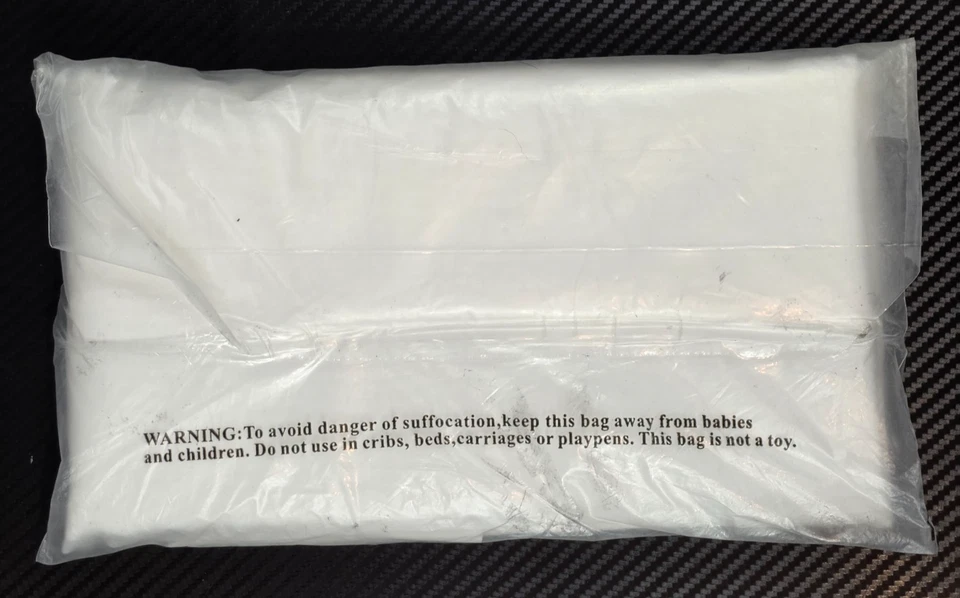 WARNING:To avoid danger of suffocation,keep this bag away from babies
and children. Do not use in cribs, beds,carriages or playpens. This bag is not a toy.